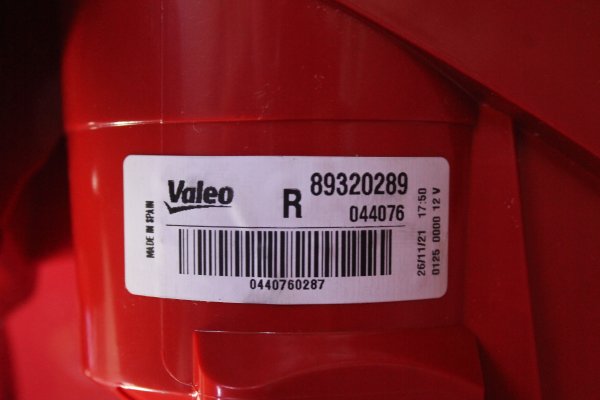 MADE IN SPAIN
Valeo
R
89320289
044076
0440760287
26/11/21 17:50
0125 0000 12 V